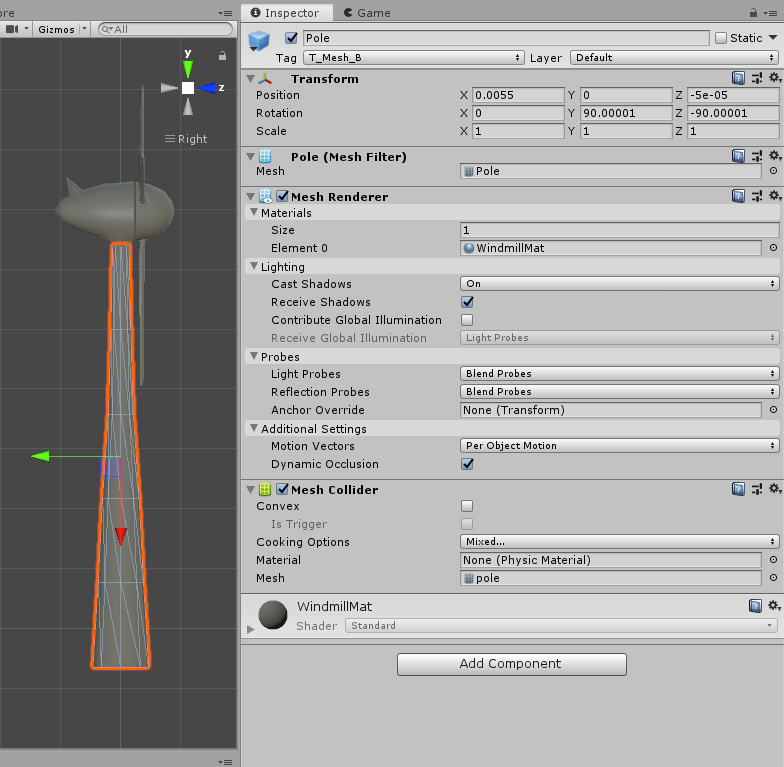 ore
Inspector
Game
Gizmos
All
y
z
Right
Pole
Static
Tag T_Mesh_B Layer Default
Transform
Position X 0.0055 Y 0 Z -5e-05
Rotation X 0 Y 90.00001 Z -90.00001
Scale X 1 Y 1 Z 1
Pole (Mesh Filter)
Mesh Pole
Mesh Renderer
Materials
Size 1
Element 0 WindmillMat
Lighting
Cast Shadows On
Receive Shadows
Contribute Global Illumination
Receive Global Illumination Light Probes
Probes
Light Probes Blend Probes
Reflection Probes Blend Probes
Anchor Override None (Transform)
Additional Settings
Motion Vectors Per Object Motion
Dynamic Occlusion
Mesh Collider
Convex
Is Trigger
Cooking Options Mixed...
Material None (Physic Material)
Mesh pole
WindmillMat
Shader Standard
Add Component